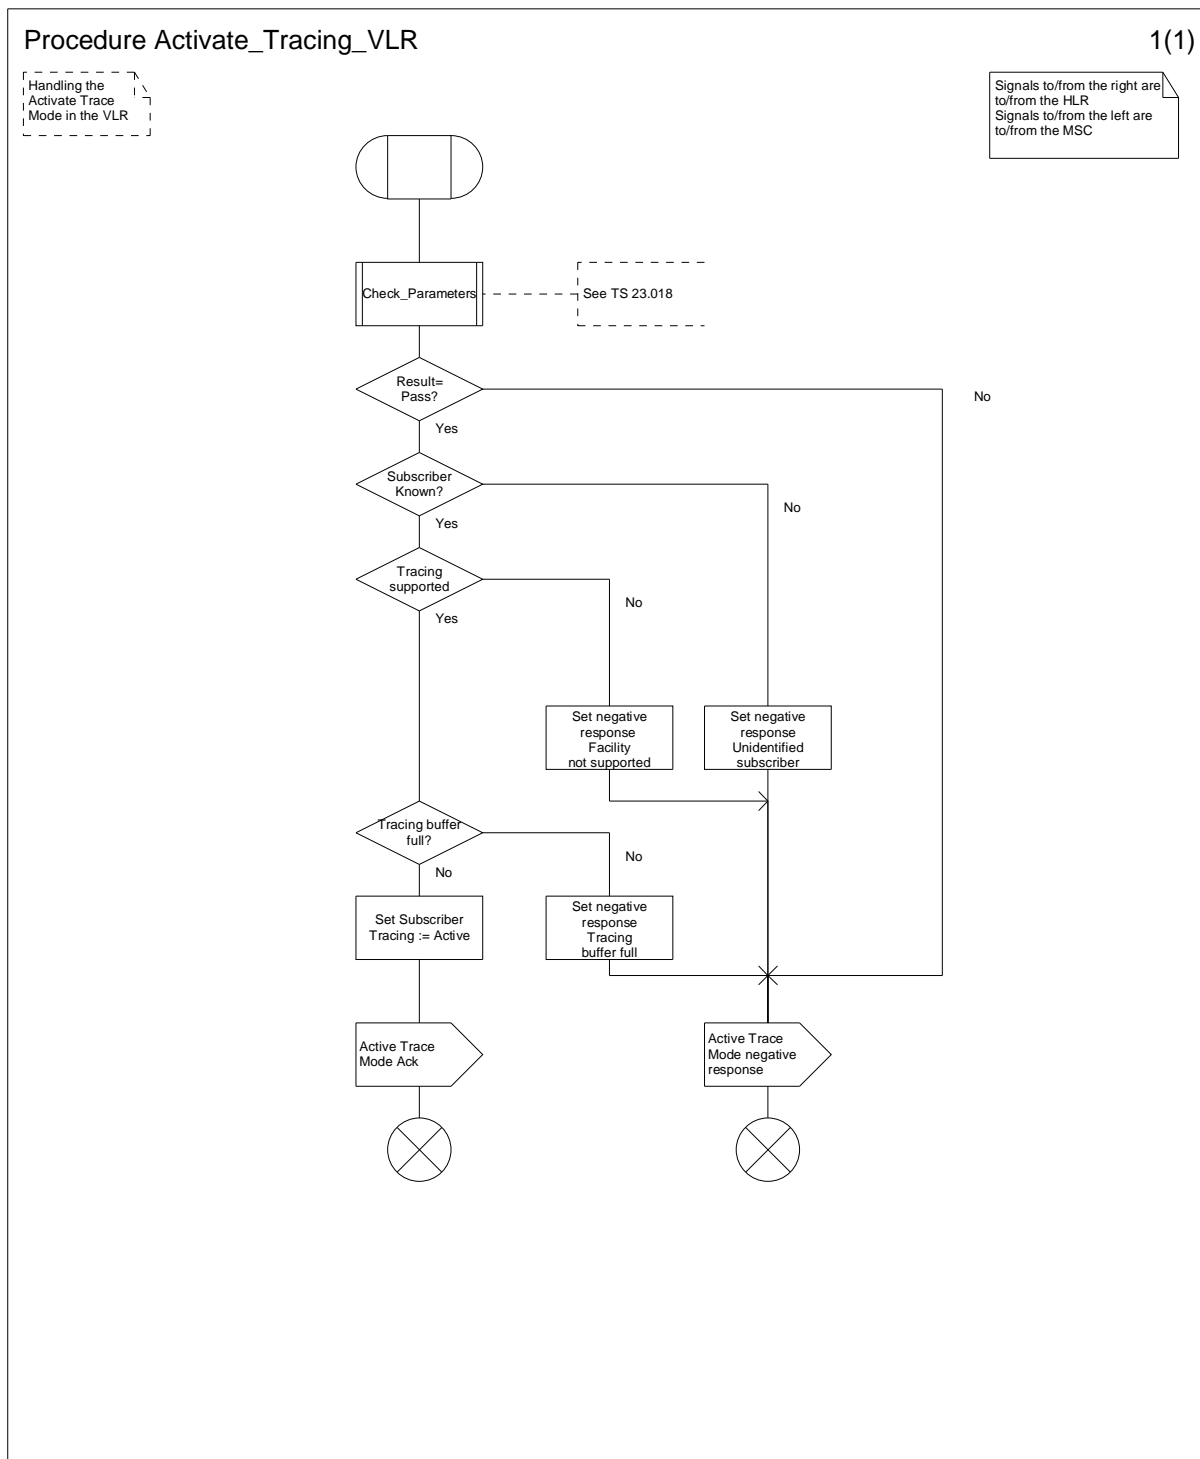 Procedure Activate_Tracing_VLR
1(1)
Handling the
Activate Trace
Mode in the VLR
Signals to/from the right are
to/from the HLR
Signals to/from the left are
to/from the MSC
Check_Parameters
See TS 23.018
Result=
Pass?
No
Yes
Subscriber
Known?
No
Yes
Tracing
supported
No
Yes
Set negative
response
Facility
not supported
Set negative
response
Unidentified
subscriber
Tracing buffer
full?
No
No
Set Subscriber
Tracing := Active
Set negative
response
Tracing
buffer full
Active Trace
Mode Ack
Active Trace
Mode negative
response